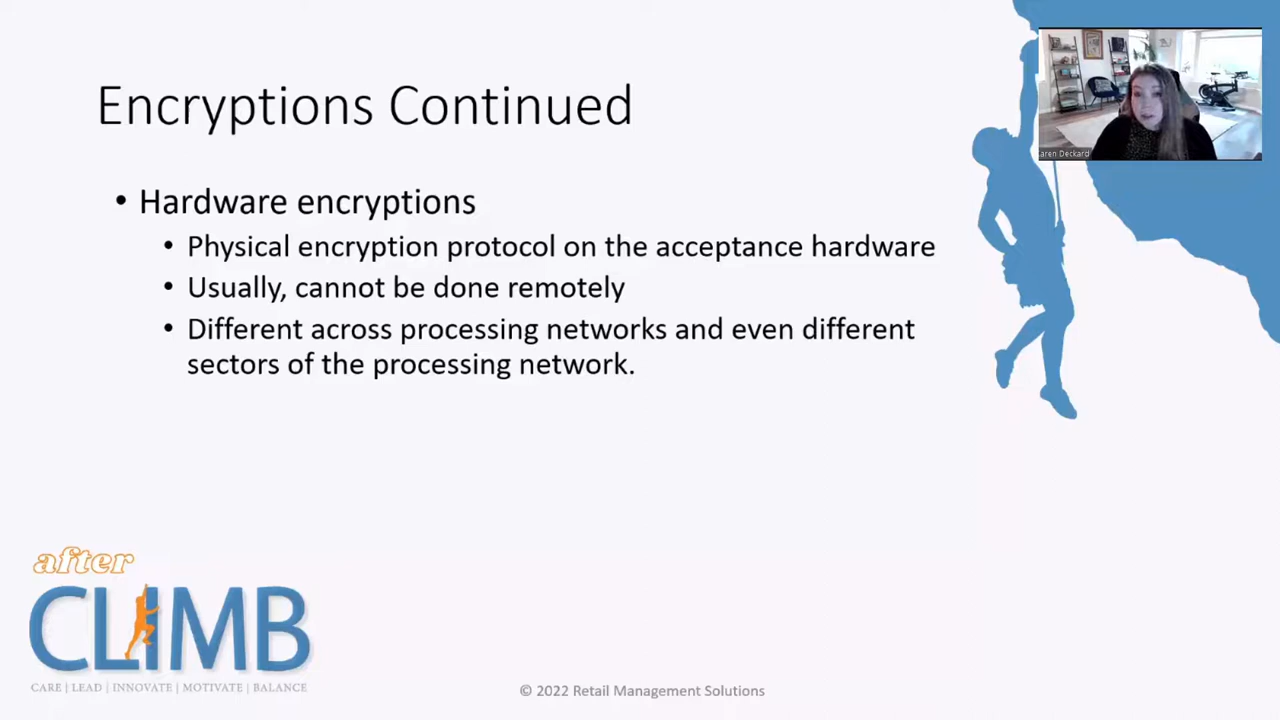 Encryptions Continued
aren Deckard
• Hardware encryptions
• Physical encryption protocol on the acceptance hardware
• Usually, cannot be done remotely
• Different across processing networks and even different
sectors of the processing network.
after
CLIMB
CARE | LEAD | INNOVATE | MOTIVATE | BALANCE
© 2022 Retail Management Solutions